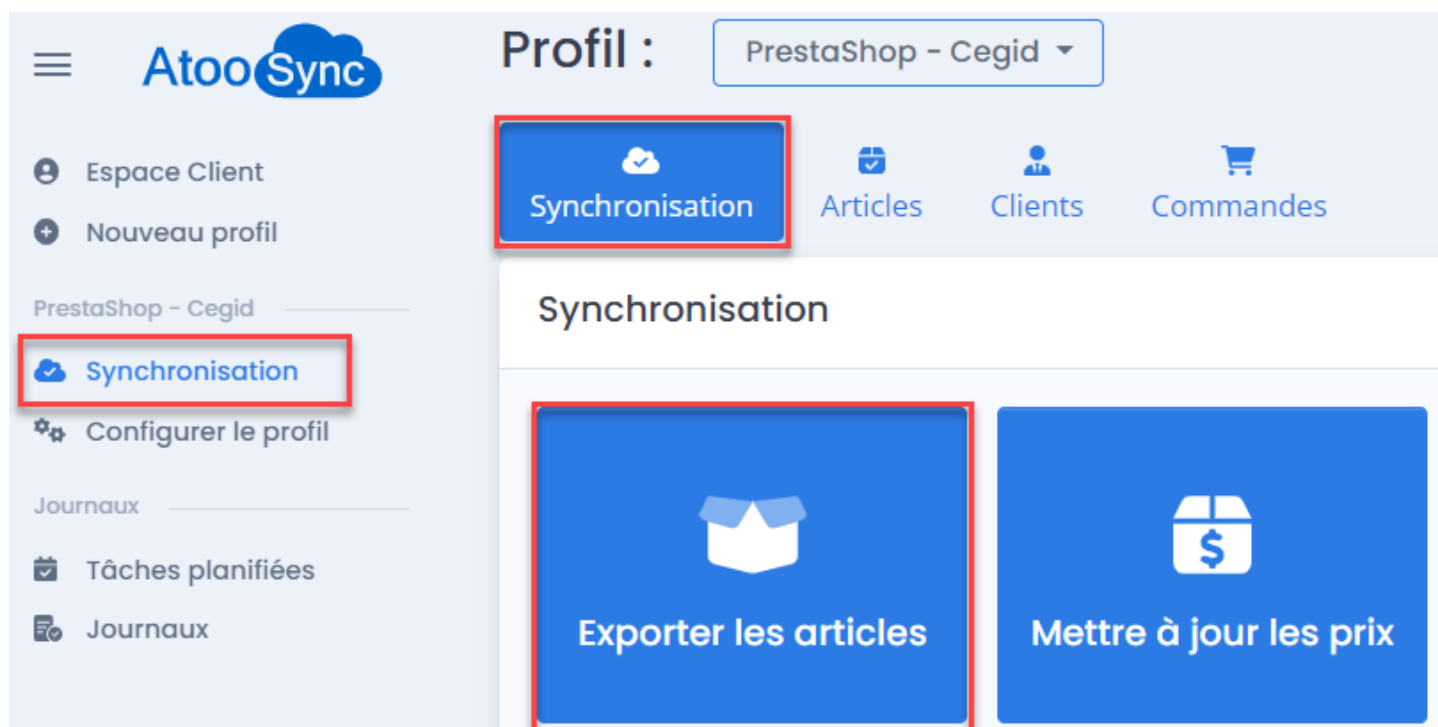 AtooSync
Espace Client
Nouveau profil
PrestaShop - Cegid
Synchronisation
Configurer le profil
Journaux
Tâches planifiées
Journaux
Profil :
PrestaShop - Cegid
Synchronisation
Articles
Clients
Commandes
Synchronisation
Exporter les articles
Mettre à jour les prix